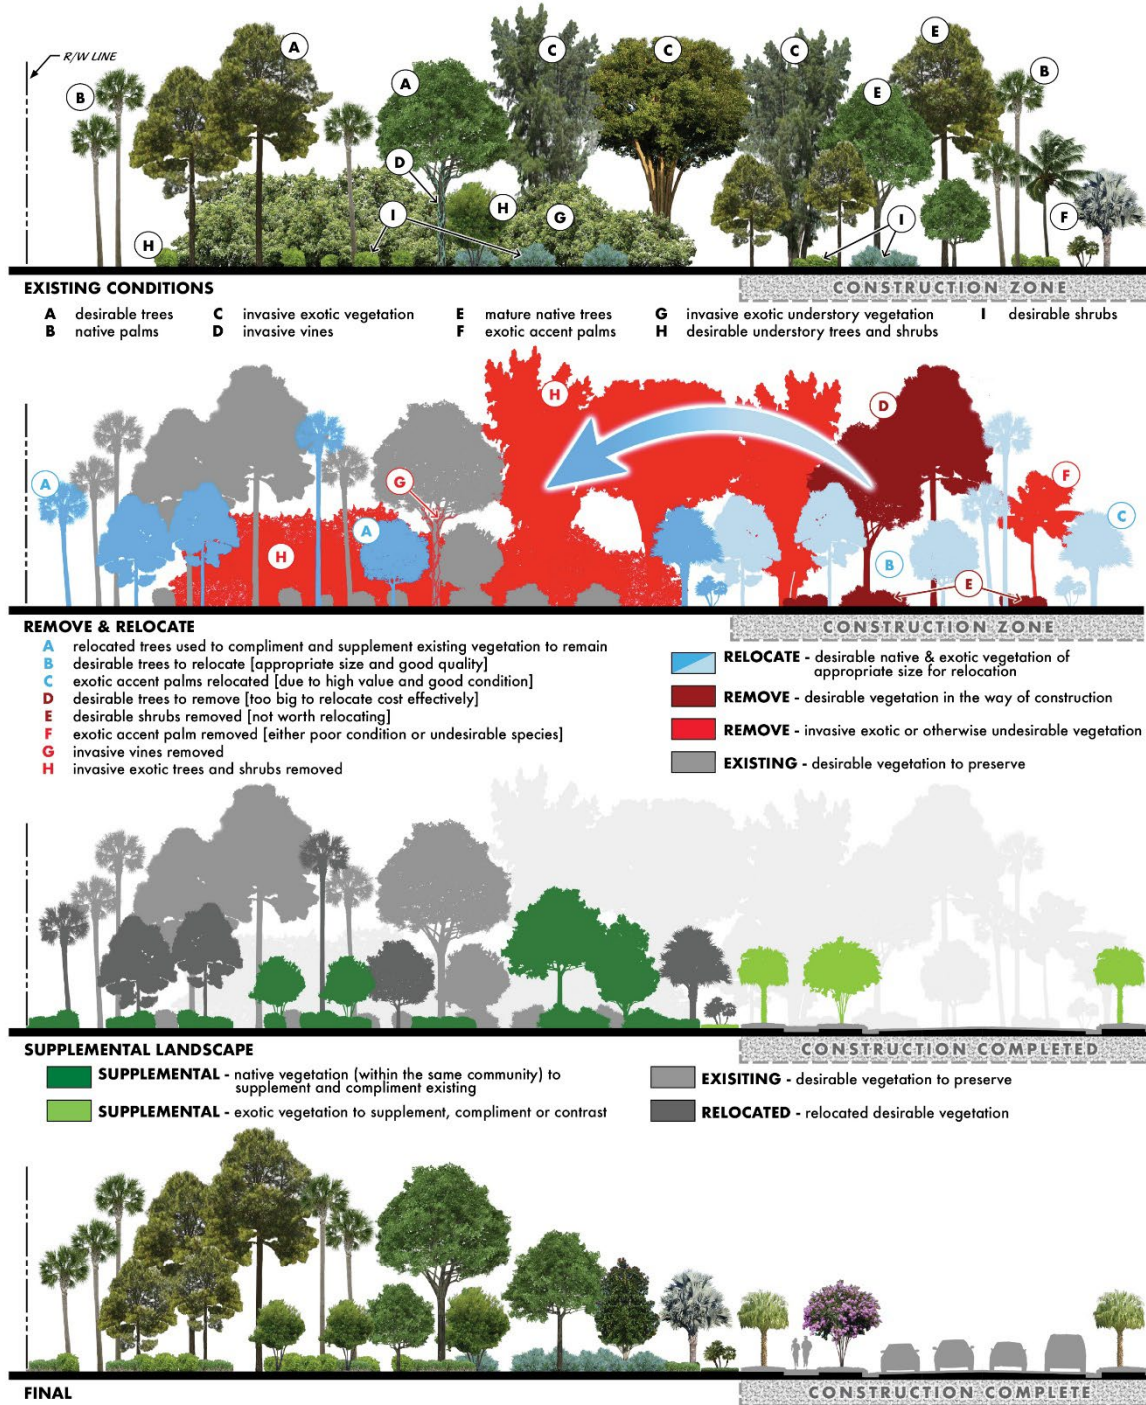 R/W LINE
A
C
C
C
E
B
B
A
E
D
I
H
G
I
F
H
EXISTING CONDITIONS
CONSTRUCTION ZONE
A desirable trees
C invasive exotic vegetation
E mature native trees
G invasive exotic understory vegetation
I desirable shrubs
B native palms
D invasive vines
F exotic accent palms
H desirable understory trees and shrubs
H
D
A
G
F
C
A
H
B
E
REMOVE & RELOCATE
CONSTRUCTION ZONE
A relocated trees used to compliment and supplement existing vegetation to remain
B desirable trees to relocate [appropriate size and good quality]
C exotic accent palms relocated [due to high value and good condition]
D desirable trees to remove [too big to relocate cost effectively]
E desirable shrubs removed [not worth relocating]
F exotic accent palm removed [either poor condition or undesirable species]
G invasive vines removed
H invasive exotic trees and shrubs removed
RELOCATE - desirable native & exotic vegetation of
appropriate size for relocation
REMOVE - desirable vegetation in the way of construction
REMOVE - invasive exotic or otherwise undesirable vegetation
EXISTING - desirable vegetation to preserve
SUPPLEMENTAL LANDSCAPE
CONSTRUCTION COMPLETED
SUPPLEMENTAL - native vegetation (within the same community) to
supplement and compliment existing
SUPPLEMENTAL - exotic vegetation to supplement, compliment or contrast
EXISITING - desirable vegetation to preserve
RELOCATED - relocated desirable vegetation
FINAL
CONSTRUCTION COMPLETE